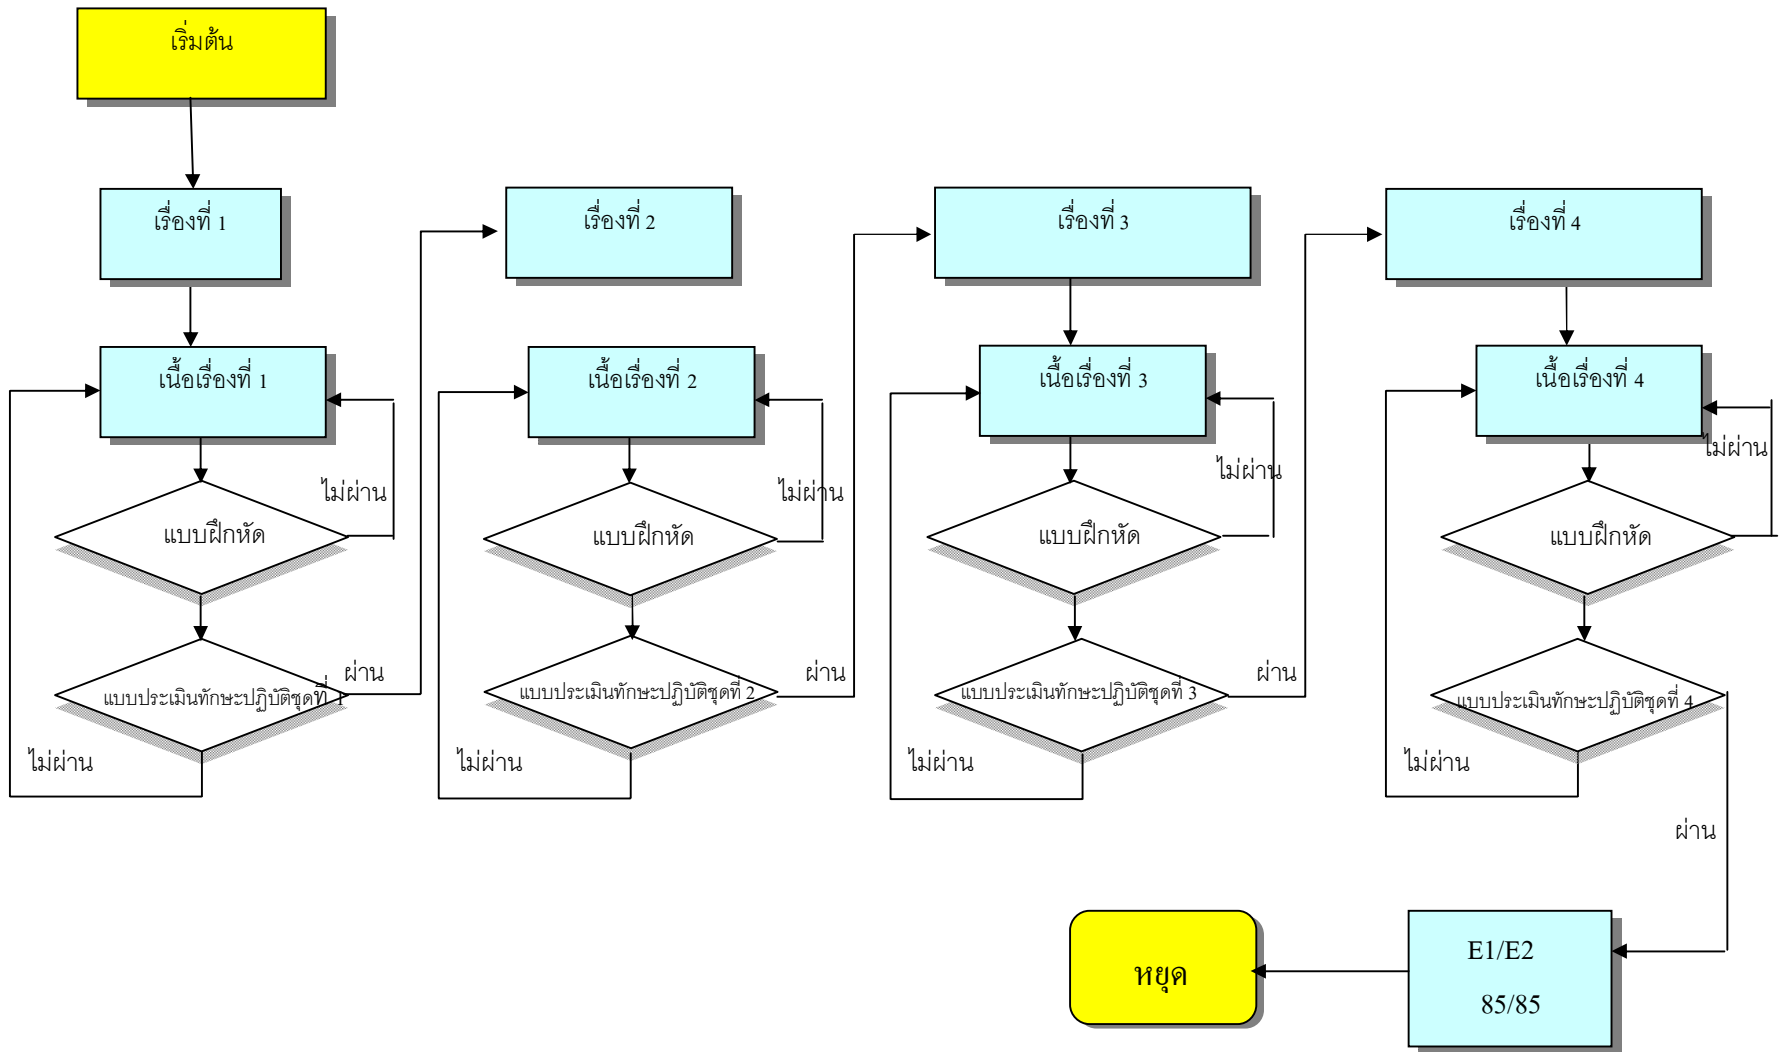 เริ่มต้น
เรื่องที่ 1
เรื่องที่ 2
เรื่องที่ 3
เรื่องที่ 4
เนื้อเรื่องที่ 1
เนื้อเรื่องที่ 2
เนื้อเรื่องที่ 3
เนื้อเรื่องที่ 4
ไม่ผ่าน
ไม่ผ่าน
ไม่ผ่าน
ไม่ผ่าน
แบบฝึกหัด
แบบฝึกหัด
แบบฝึกหัด
แบบฝึกหัด
แบบประเมินทักษะปฏิบัติชุดที่ 1
ผ่าน
แบบประเมินทักษะปฏิบัติชุดที่ 2
ผ่าน
แบบประเมินทักษะปฏิบัติชุดที่ 3
ผ่าน
แบบประเมินทักษะปฏิบัติชุดที่ 4
ไม่ผ่าน
ไม่ผ่าน
ไม่ผ่าน
ไม่ผ่าน
ผ่าน
E1/E2
85/85
หยุด